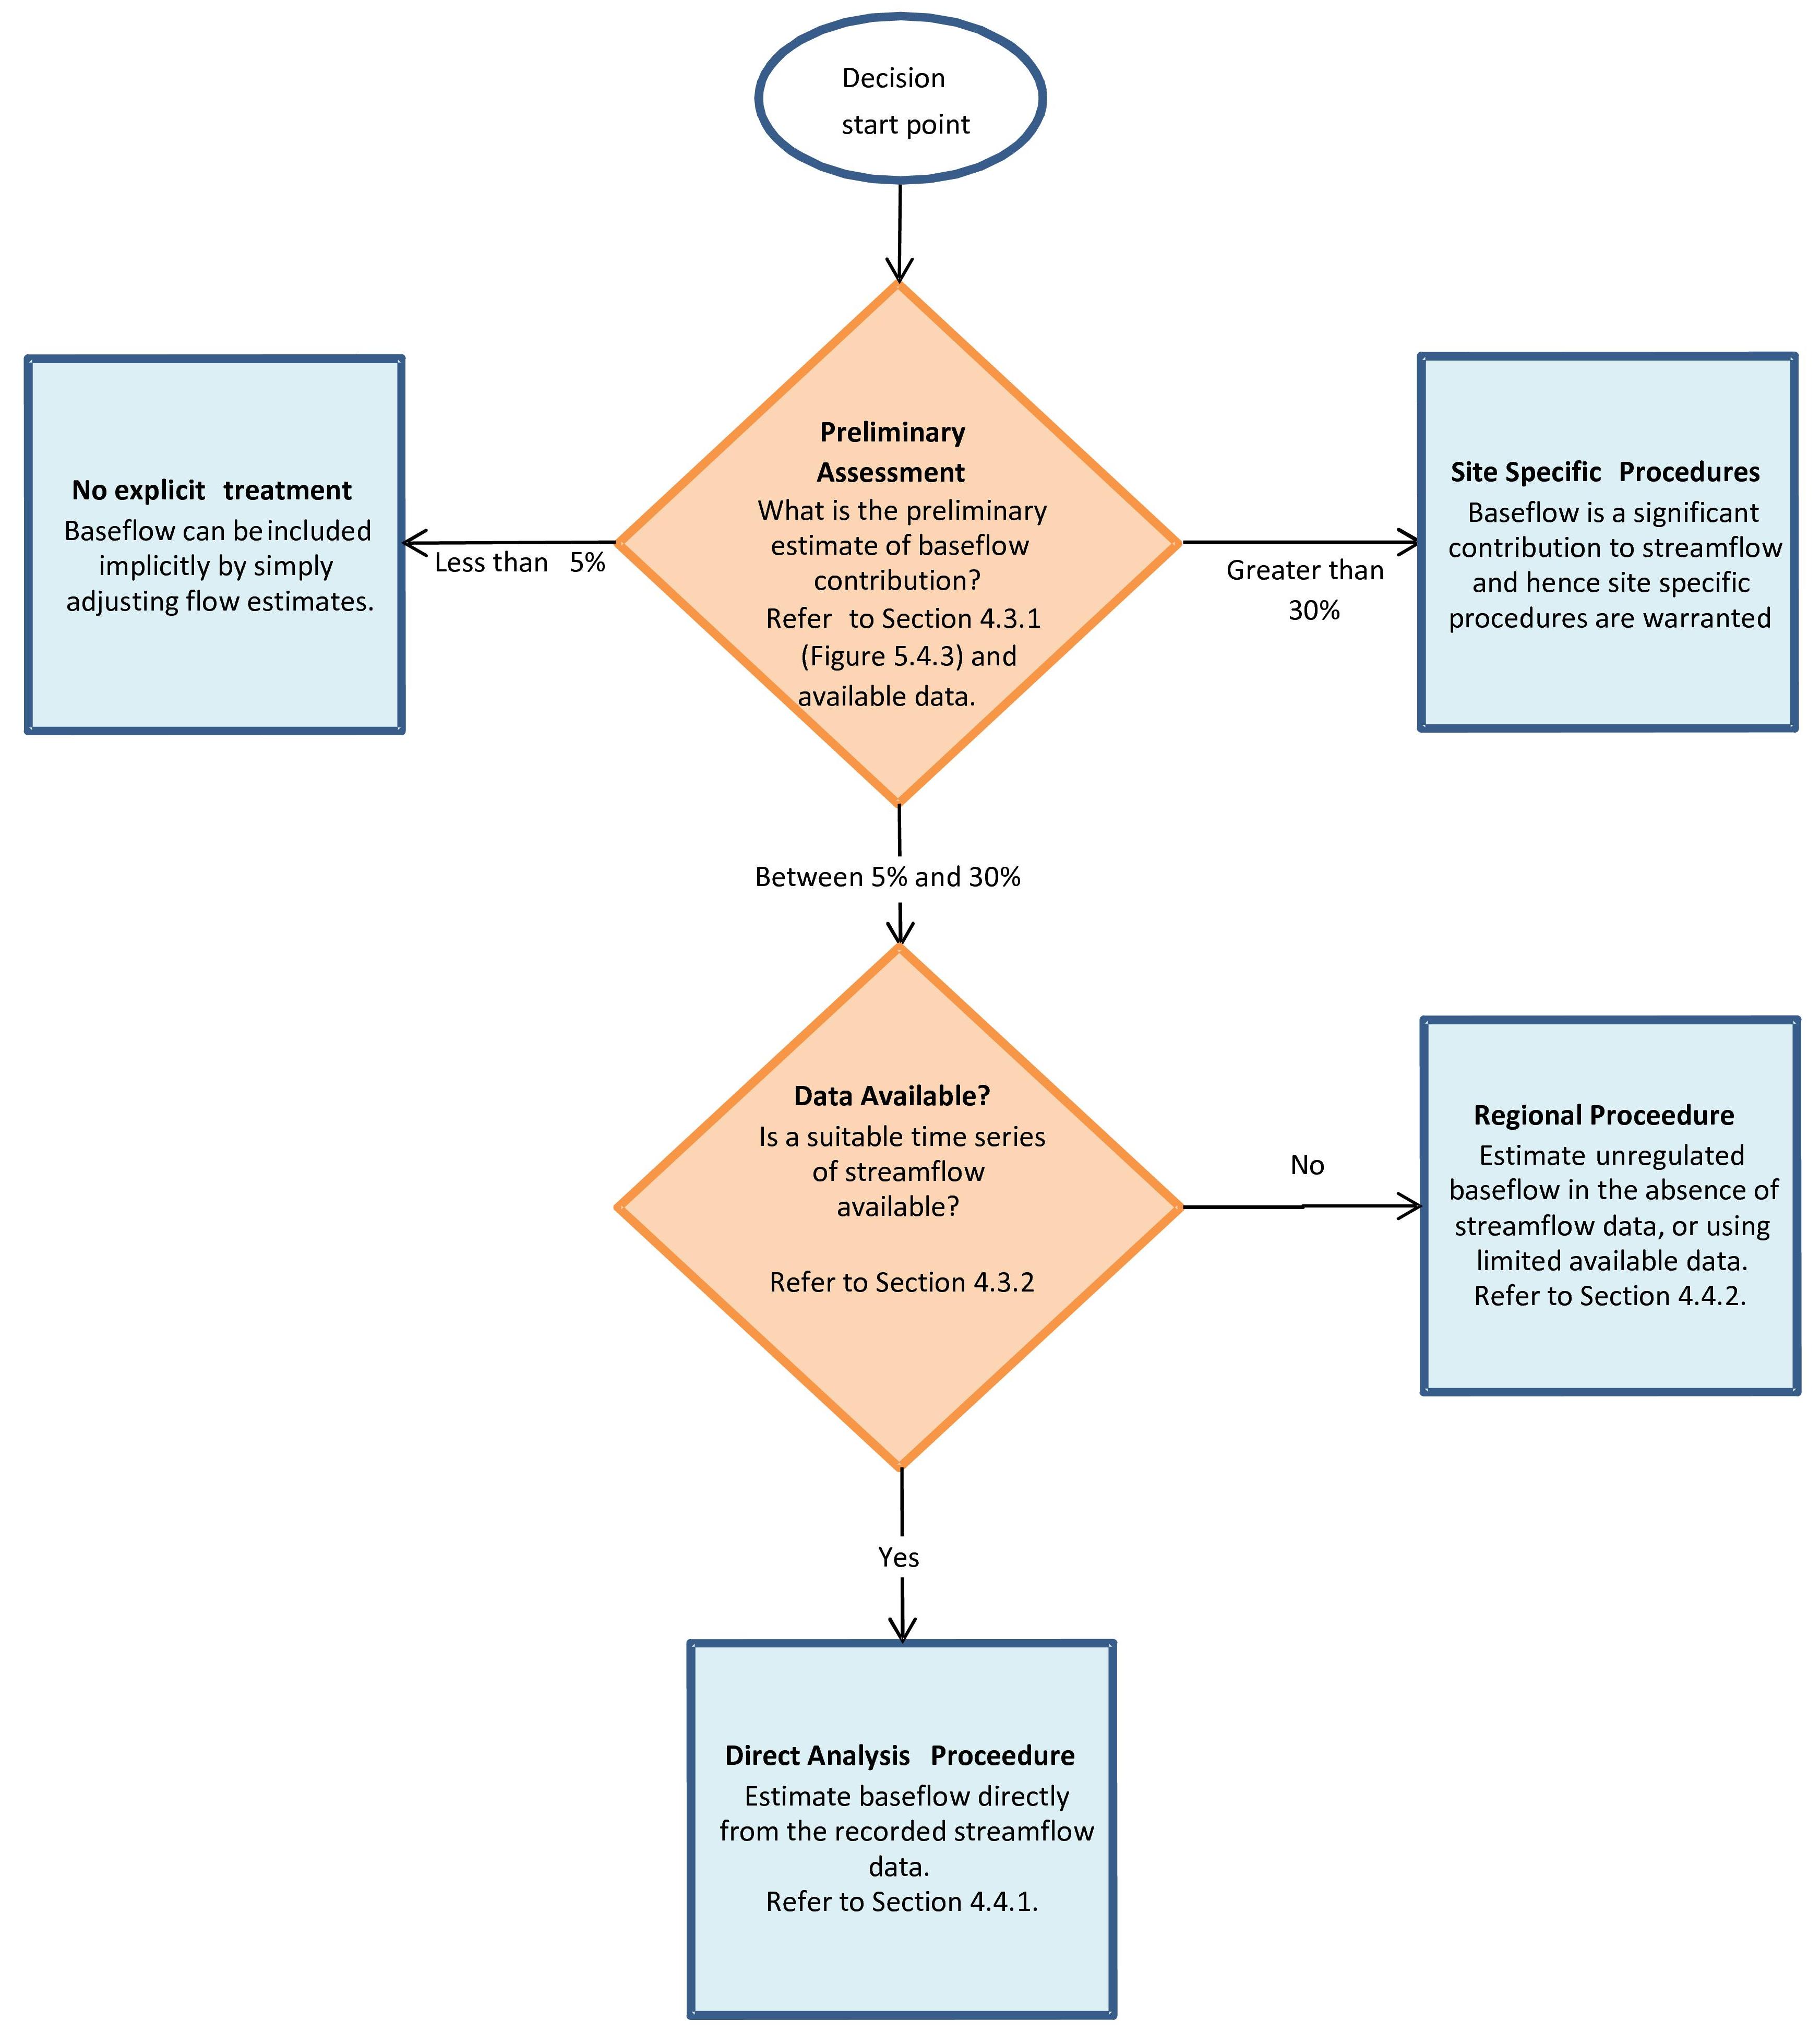 Decision
start point
Preliminary
Assessment
What is the preliminary
estimate of baseflow
contribution?
Refer to Section 4.3.1
(Figure 5.4.3) and
available data.
No explicit treatment
Baseflow can be included
implicitly by simply
adjusting flow estimates.
Less than 5%
Site Specific Procedures
Baseflow is a significant
contribution to streamflow
and hence site specific
procedures are warranted
Greater than
30%
Between 5% and 30%
Data Available?
Is a suitable time series
of streamflow
available?
Refer to Section 4.3.2
No
Regional Proceedure
Estimate unregulated
baseflow in the absence of
streamflow data, or using
limited available data.
Refer to Section 4.4.2.
Yes
Direct Analysis Proceedure
Estimate baseflow directly
from the recorded streamflow
data.
Refer to Section 4.4.1.